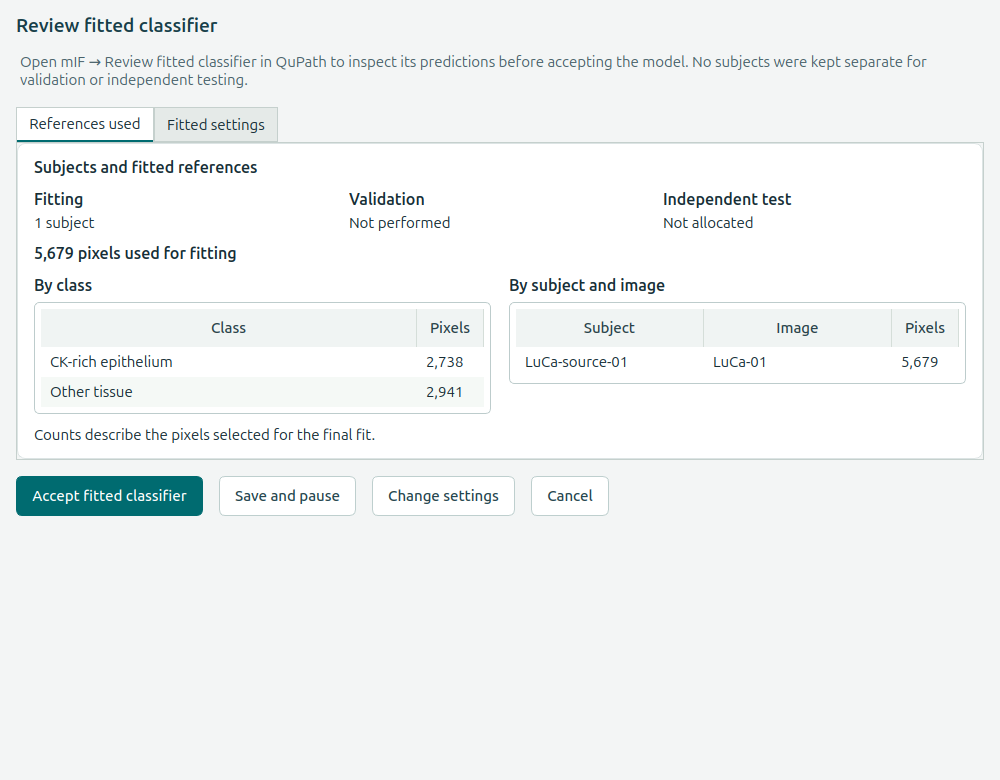 Review fitted classifier
Open mIF → Review fitted classifier in QuPath to inspect its predictions before accepting the model. No subjects were kept separate for
validation or independent testing.
References used
Fitted settings
Subjects and fitted references
Fitting
1 subject
Validation
Not performed
Independent test
Not allocated
5,679 pixels used for fitting
By class
Class Pixels
CK-rich epithelium 2,738
Other tissue 2,941
By subject and image
Subject Image Pixels
LuCa-source-01 LuCa-01 5,679
Counts describe the pixels selected for the final fit.
Accept fitted classifier
Save and pause
Change settings
Cancel